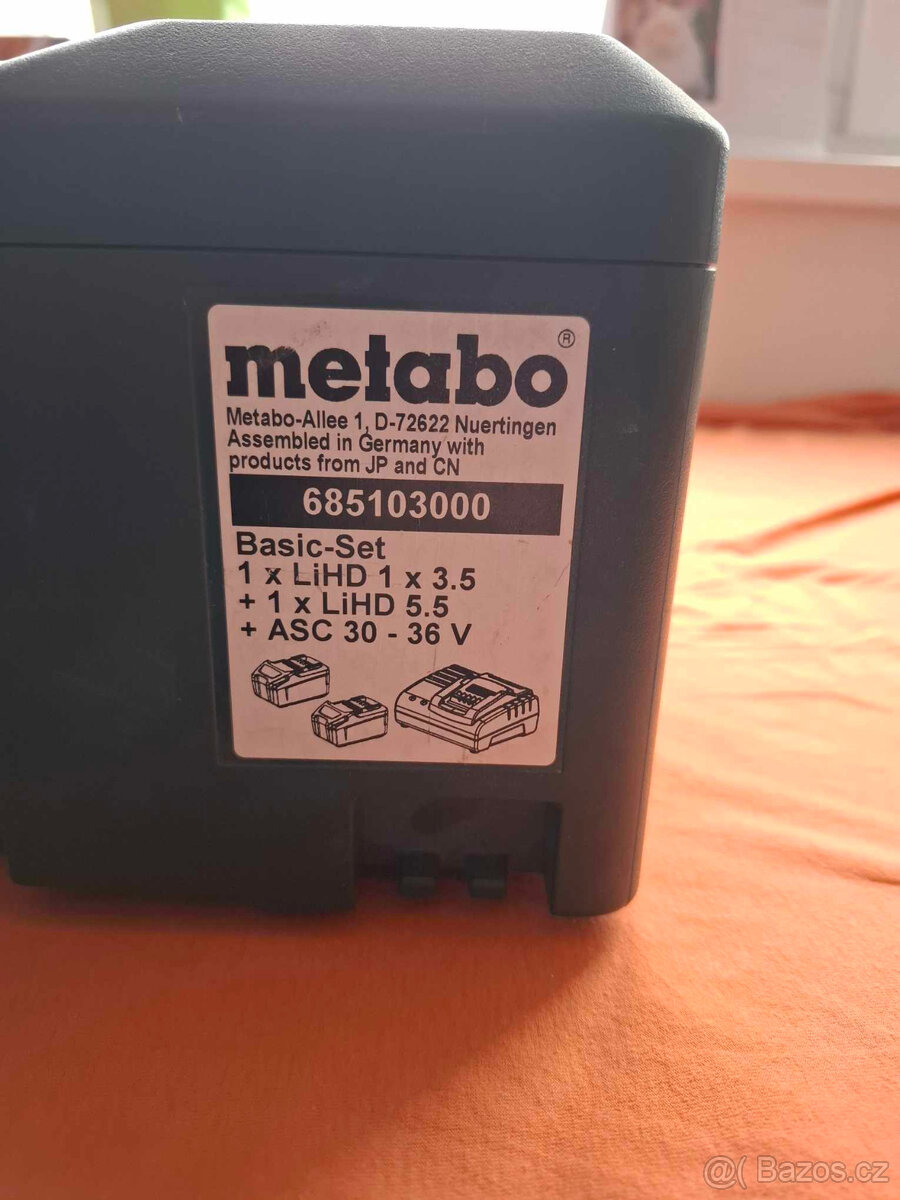 metabo®
Metabo-Allee 1, D-72622 Nuertingen
Assembled in Germany with
products from JP and CN
685103000
Basic-Set
1 x LiHD 1 x 3.5
+ 1 x LiHD 5.5
+ ASC 30 - 36 V
@( Bazos.cz